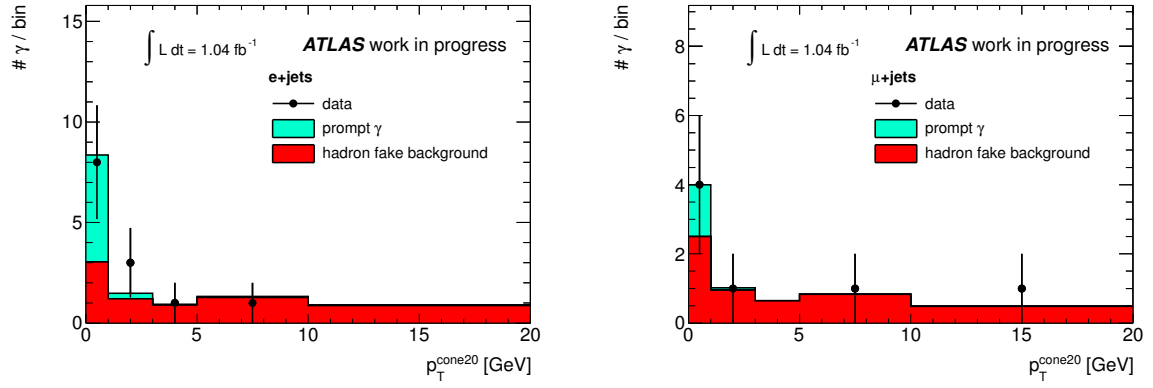 # γ / bin
15
10
5
0
∫ L dt = 1.04 fb⁻¹
ATLAS work in progress
e+jets
data
prompt γ
hadron fake background
0 5 10 15 20
p_T^cone20 [GeV]
# γ / bin
8
6
4
2
0
∫ L dt = 1.04 fb⁻¹
ATLAS work in progress
μ+jets
data
prompt γ
hadron fake background
0 5 10 15 20
p_T^cone20 [GeV]